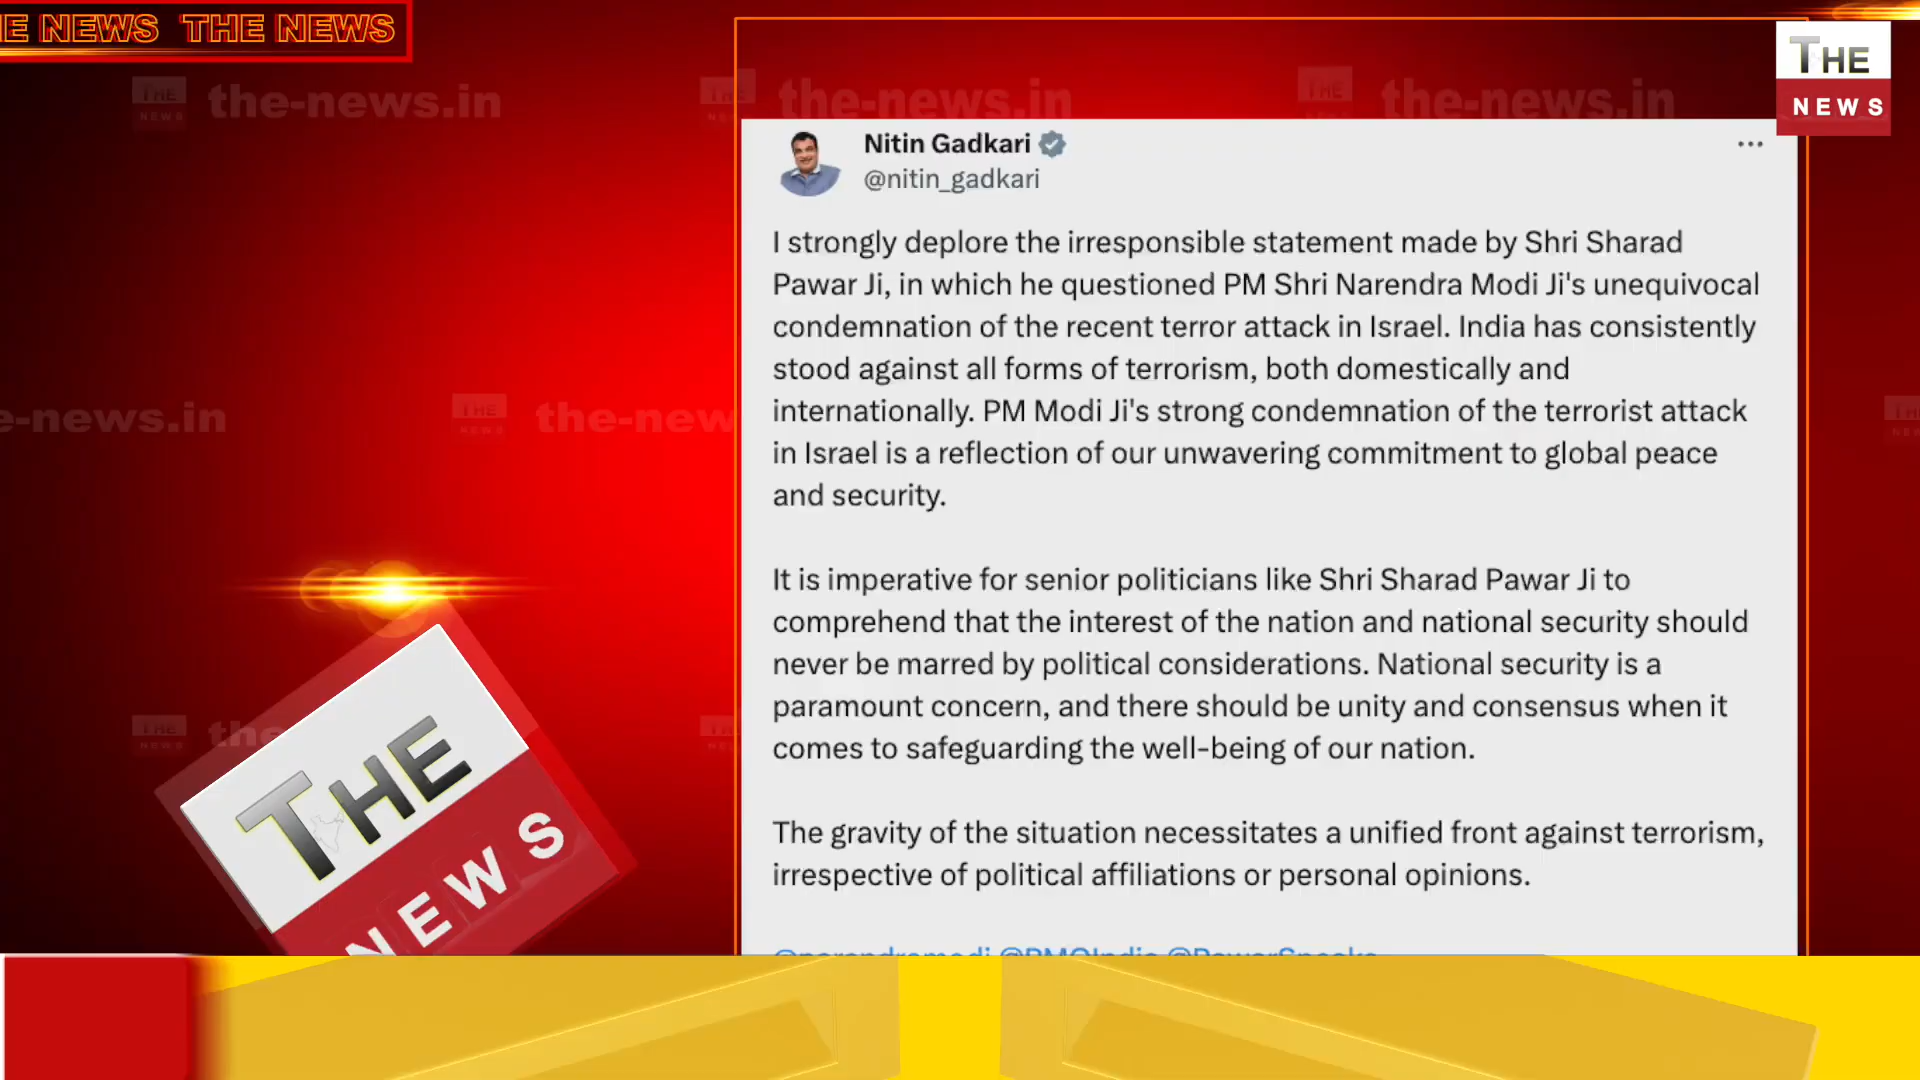 E NEWS THE NEWS
THE
NEWS
the-news.in
the-news.in
the-news.in
Nitin Gadkari
@nitin_gadkari
I strongly deplore the irresponsible statement made by Shri Sharad
Pawar Ji, in which he questioned PM Shri Narendra Modi Ji's unequivocal
condemnation of the recent terror attack in Israel. India has consistently
stood against all forms of terrorism, both domestically and
internationally. PM Modi Ji's strong condemnation of the terrorist attack
in Israel is a reflection of our unwavering commitment to global peace
and security.
It is imperative for senior politicians like Shri Sharad Pawar Ji to
comprehend that the interest of the nation and national security should
never be marred by political considerations. National security is a
paramount concern, and there should be unity and consensus when it
comes to safeguarding the well-being of our nation.
The gravity of the situation necessitates a unified front against terrorism,
irrespective of political affiliations or personal opinions.
@narendramodi @PMOIndia @PawarSpeaks
e-news.in
THE
NEWS
the-new
THE
NEWS
the
THE
NEWS